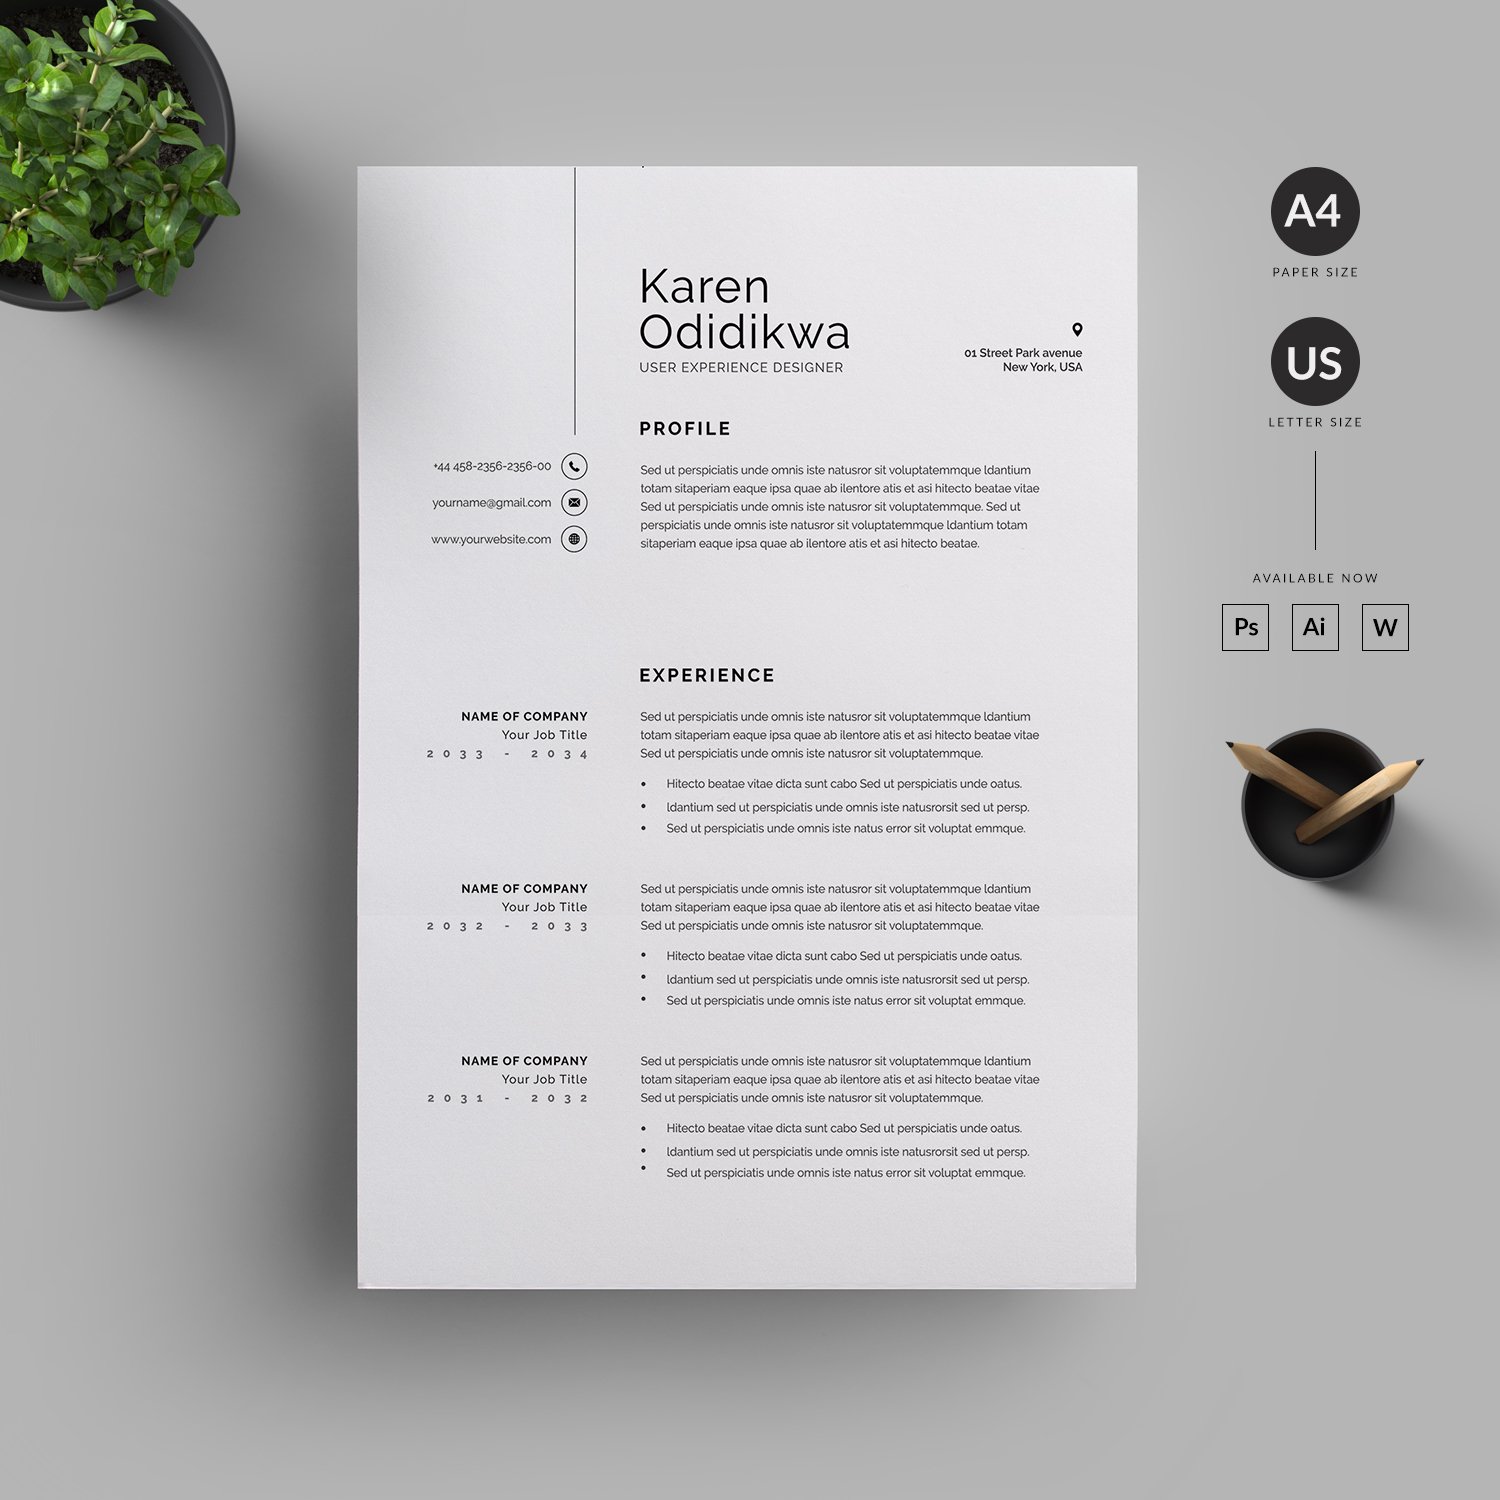 Karen
Odidikwa
USER EXPERIENCE DESIGNER
01 Street Park avenue
New York, USA
+44 458-2356-2356-00
yourname@gmail.com
www.yourwebsite.com
PROFILE
Sed ut perspiciatis unde omnis iste natusror sit voluptatemmque ldantium
totam sitaperiam eaque ipsa quae ab ilentore atis et asi hitecto beatae vitae
Sed ut perspiciatis unde omnis iste natusror sit voluptatemmque. Sed ut
perspiciatis unde omnis iste natusror sit voluptatemmque ldantium totam
sitaperiam eaque ipsa quae ab ilentore atis et asi hitecto beatae.
EXPERIENCE
NAME OF COMPANY
Your Job Title
2033 - 2034
Sed ut perspiciatis unde omnis iste natusror sit voluptatemmque ldantium
totam sitaperiam eaque ipsa quae ab ilentore atis et asi hitecto beatae vitae
Sed ut perspiciatis unde omnis iste natusror sit voluptatemmque.
• Hitecto beatae vitae dicta sunt cabo Sed ut perspiciatis unde oatus.
• ldantium sed ut perspiciatis unde omnis iste natusrorsit sed ut persp.
• Sed ut perspiciatis unde omnis iste natus error sit voluptat emmque.
NAME OF COMPANY
Your Job Title
2032 - 2033
Sed ut perspiciatis unde omnis iste natusror sit voluptatemmque ldantium
totam sitaperiam eaque ipsa quae ab ilentore atis et asi hitecto beatae vitae
Sed ut perspiciatis unde omnis iste natusror sit voluptatemmque.
• Hitecto beatae vitae dicta sunt cabo Sed ut perspiciatis unde oatus.
• ldantium sed ut perspiciatis unde omnis iste natusrorsit sed ut persp.
• Sed ut perspiciatis unde omnis iste natus error sit voluptat emmque.
NAME OF COMPANY
Your Job Title
2031 - 2032
Sed ut perspiciatis unde omnis iste natusror sit voluptatemmque ldantium
totam sitaperiam eaque ipsa quae ab ilentore atis et asi hitecto beatae vitae
Sed ut perspiciatis unde omnis iste natusror sit voluptatemmque.
• Hitecto beatae vitae dicta sunt cabo Sed ut perspiciatis unde oatus.
• ldantium sed ut perspiciatis unde omnis iste natusrorsit sed ut persp.
• Sed ut perspiciatis unde omnis iste natus error sit voluptat emmque.
A4
PAPER SIZE
US
LETTER SIZE
AVAILABLE NOW
Ps Ai W